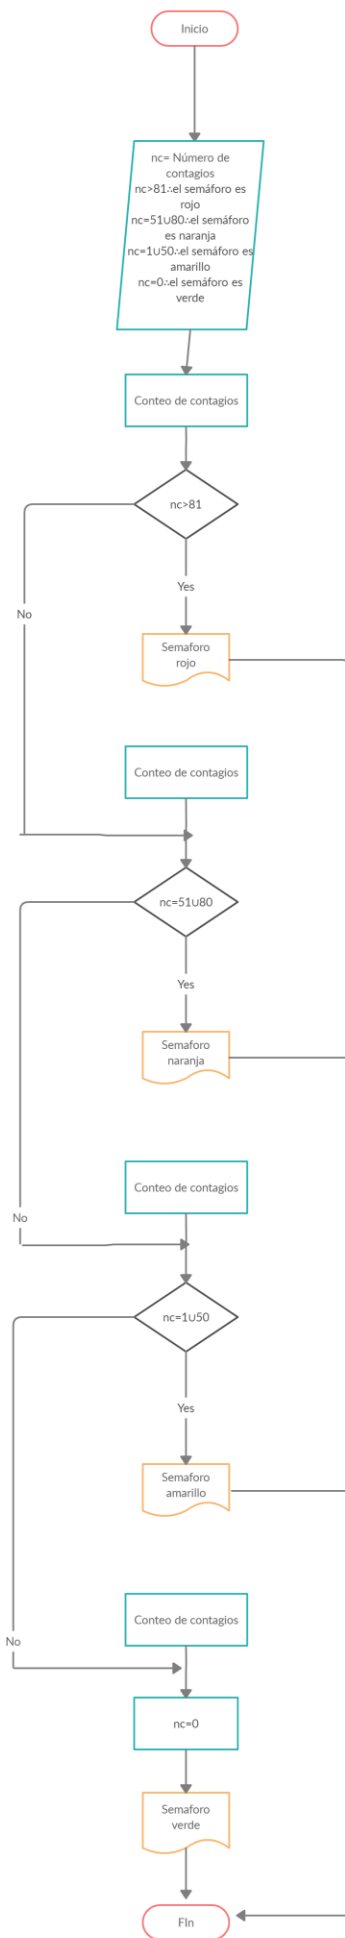 Inicio
nc= Número de
contagios
nc>81∴el semáforo es
rojo
nc=51∪80∴el semáforo
es naranja
nc=1∪50∴el semáforo es
amarillo
nc=0∴el semáforo es
verde
Conteo de contagios
nc>81
Yes
No
Semaforo
rojo
Conteo de contagios
nc=51∪80
Yes
Semaforo
naranja
Conteo de contagios
No
nc=1∪50
Yes
Semaforo
amarillo
Conteo de contagios
No
nc=0
Semaforo
verde
FIn